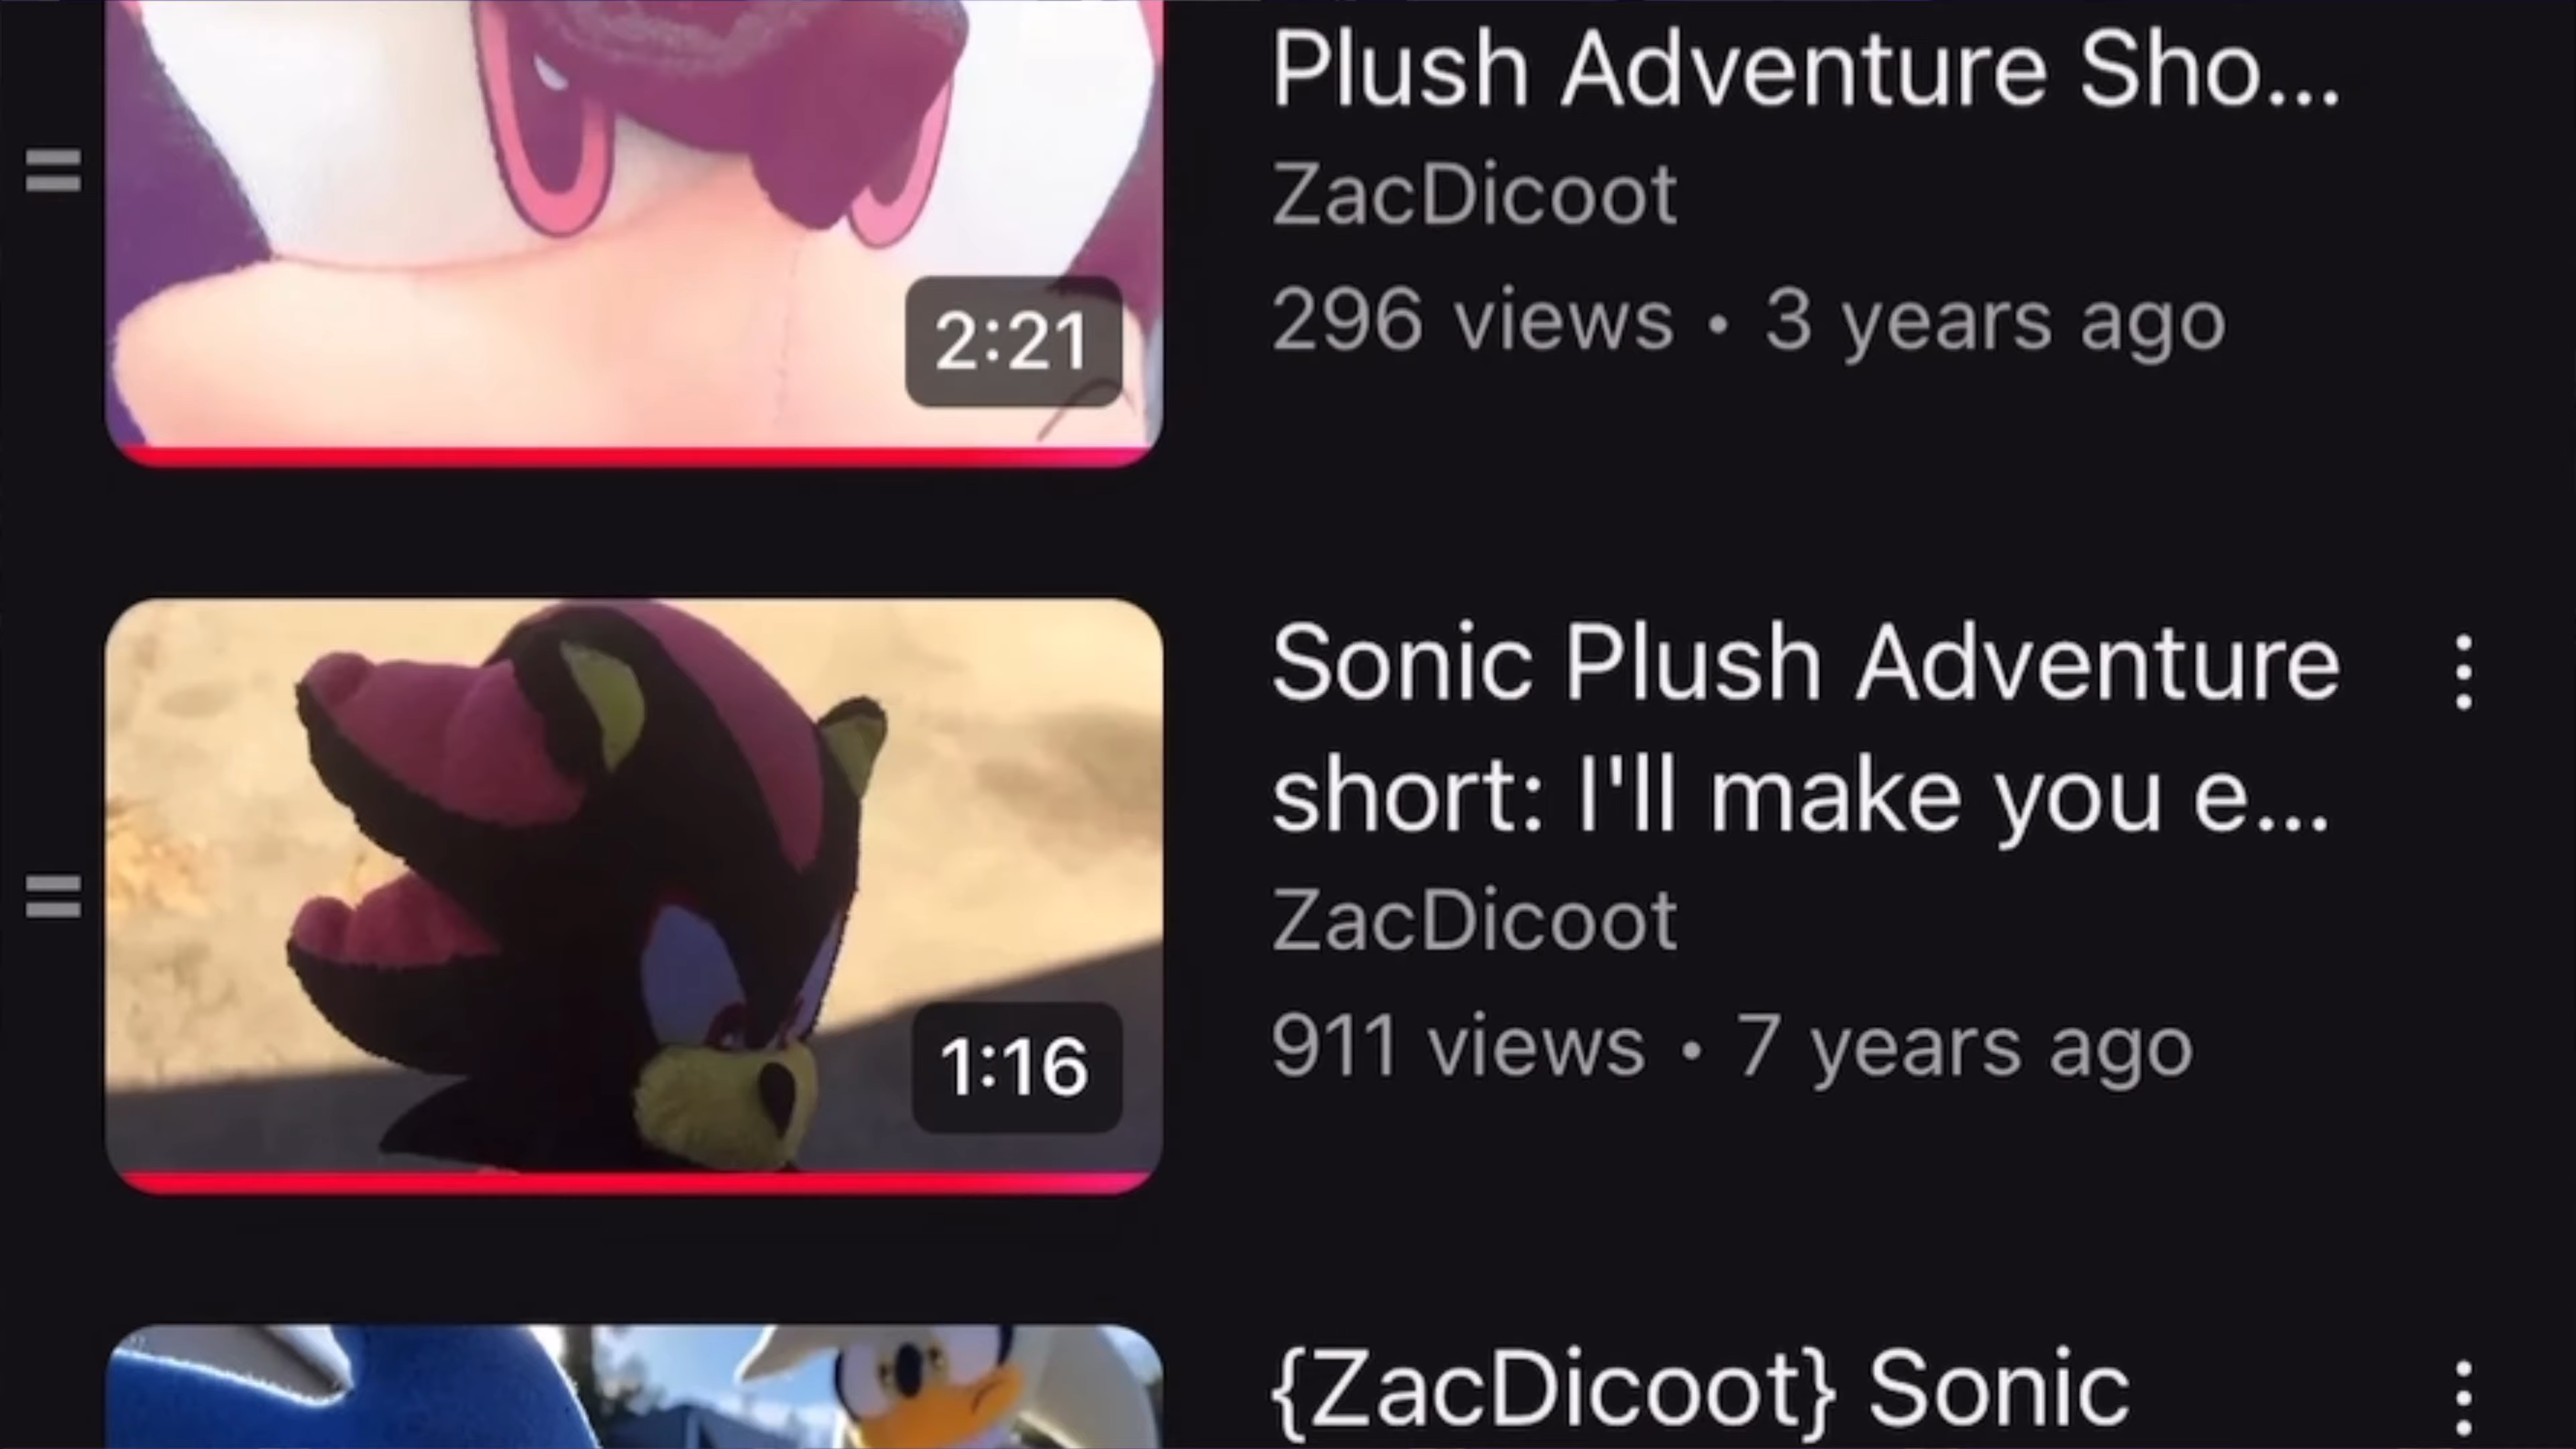 Plush Adventure Sho...
ZacDicoot
296 views • 3 years ago
2:21
Sonic Plush Adventure
short: I'll make you e...
ZacDicoot
911 views • 7 years ago
1:16
{ZacDicoot} Sonic